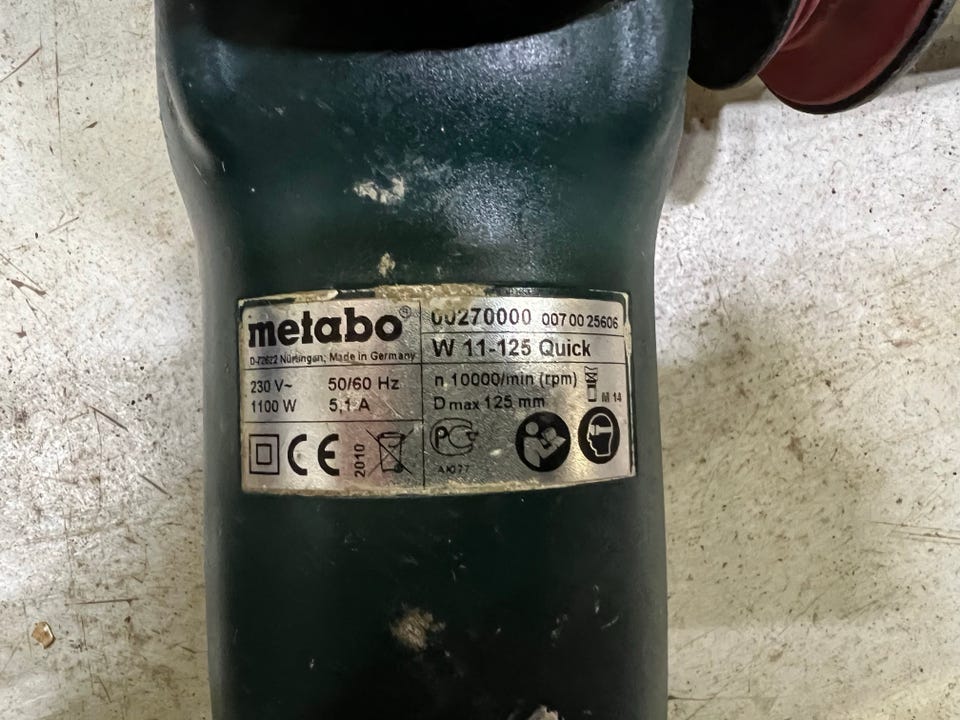 metabo®
D-72622 Nürtingen, Made in Germany
230 V~ 50/60 Hz
1100 W 5,1 A
CE 2010
00270000 007 00 25606
W 11-125 Quick
n 10000/min (rpm)
D max 125 mm
M 14